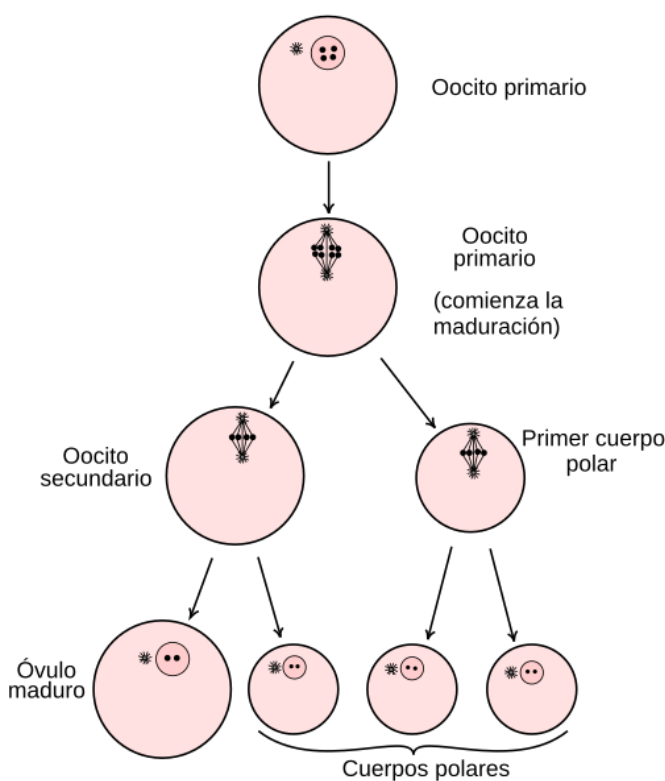 Oocito primario
Oocito
primario
(comienza la
maduración)
Oocito
secundario
Primer cuerpo
polar
Óvulo
maduro
Cuerpos polares